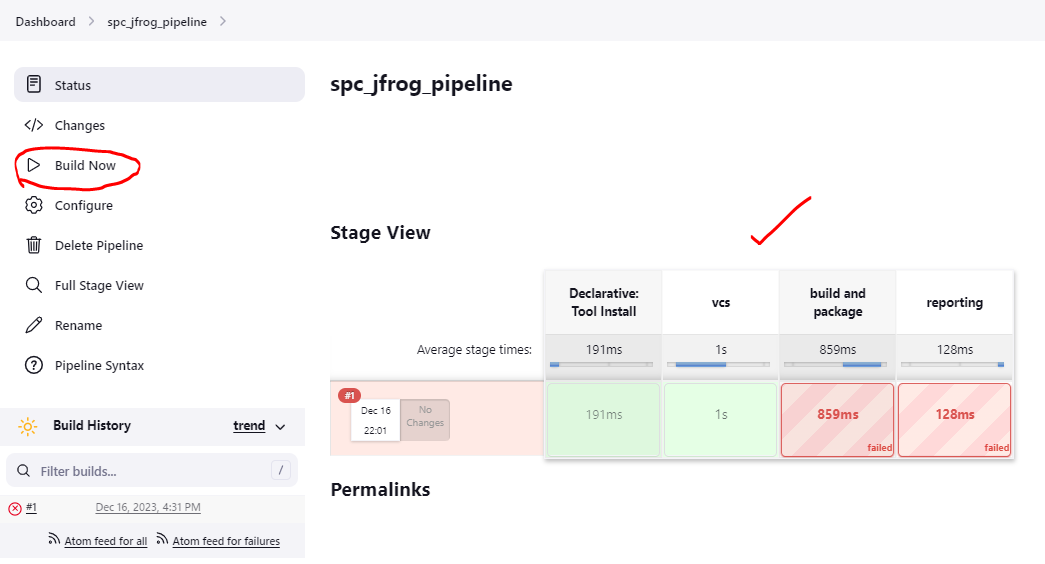 Dashboard > spc_jfrog_pipeline >
Status
Changes
Build Now
Configure
Delete Pipeline
Full Stage View
Rename
Pipeline Syntax
Build History
trend
Filter builds...
/
#1
Dec 16, 2023, 4:31 PM
Atom feed for all
Atom feed for failures
spc_jfrog_pipeline
Stage View
Declarative:
Tool Install
vcs
build and
package
reporting
Average stage times:
191ms
1s
859ms
128ms
#1
Dec 16
22:01
No
Changes
191ms
1s
859ms
failed
128ms
failed
Permalinks